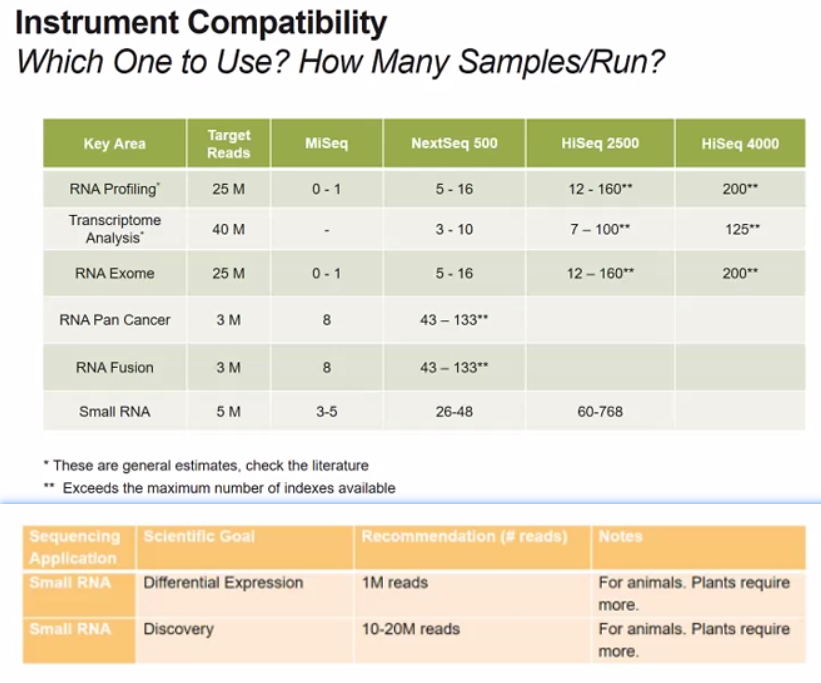 Instrument Compatibility
Which One to Use? How Many Samples/Run?
Key Area Target Reads MiSeq NextSeq 500 HiSeq 2500 HiSeq 4000
RNA Profiling* 25 M 0 - 1 5 - 16 12 - 160** 200**
Transcriptome Analysis* 40 M - 3 - 10 7 – 100** 125**
RNA Exome 25 M 0 - 1 5 - 16 12 – 160** 200**
RNA Pan Cancer 3 M 8 43 – 133**
RNA Fusion 3 M 8 43 – 133**
Small RNA 5 M 3-5 26-48 60-768
* These are general estimates, check the literature
** Exceeds the maximum number of indexes available
Sequencing Application Scientific Goal Recommendation (# reads) Notes
Small RNA Differential Expression 1M reads For animals. Plants require more.
Small RNA Discovery 10-20M reads For animals. Plants require more.